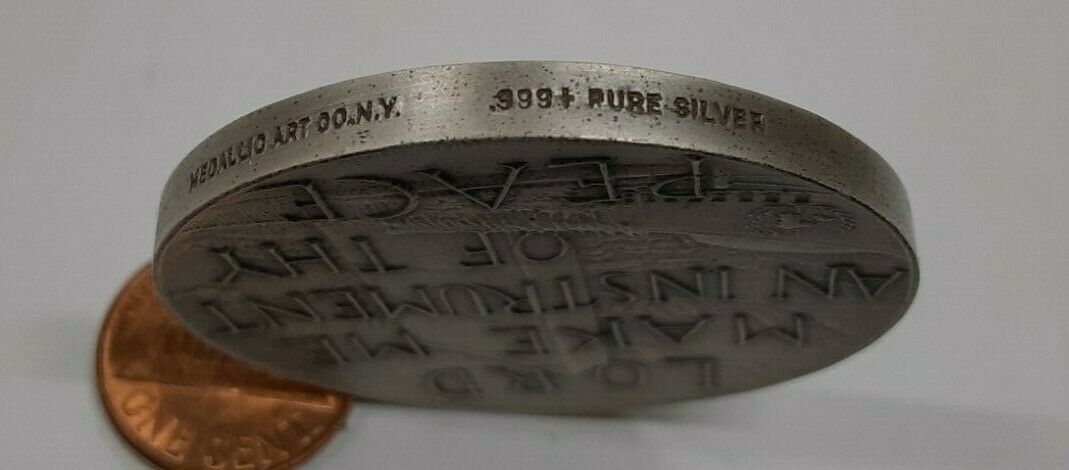 MEDALLIC ART CO.N.Y. .999+ PURE SILVER
LORD
MAKE ME
AN INSTRUMENT
OF THY
PEACE
ONE CENT